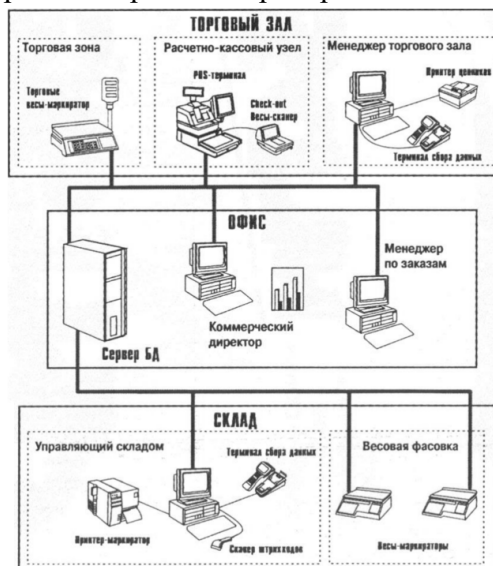 ТОРГОВЫЙ ЗАЛ
Торговая зона
Торговые
весы-маркиратор
Расчетно-кассовый узел
POS-терминал
Check-out
Весы-сканер
Менеджер торгового зала
Принтер ценников
Терминал сбора данных
ОФИС
Сервер БД
Коммерческий
директор
Менеджер
по заказам
СКЛАД
Управляющий складом
Терминал сбора данных
Принтер-маркиратор
Сканер штрихкодов
Весовая фасовка
Весы-маркираторы